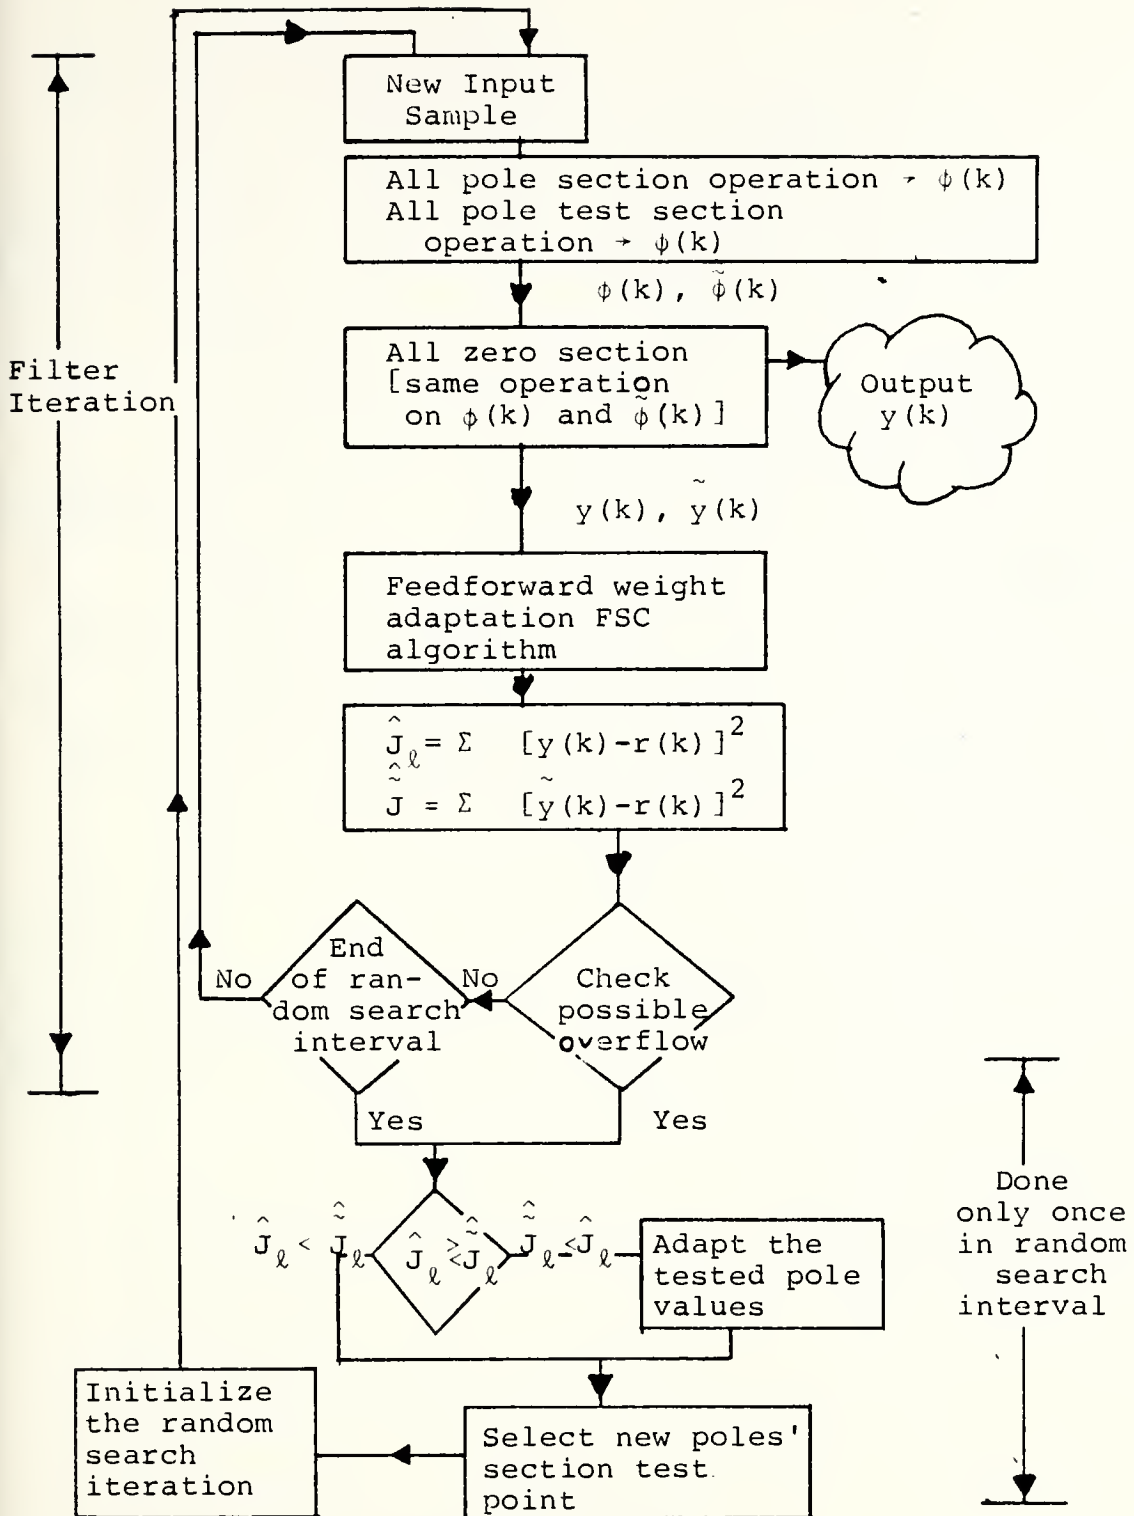 New Input
Sample
All pole section operation → ϕ(k)
All pole test section
operation → ϕ(k)
ϕ(k), ϕ̃(k)
All zero section
[same operation
on ϕ(k) and ϕ̃(k)]
Output
y(k)
Filter
Iteration
y(k), ỹ(k)
Feedforward weight
adaptation FSC
algorithm
Ĵ_ℓ = Σ [y(k)-r(k)]²
J̃̂ = Σ [ỹ(k)-r(k)]²
End
of ran-
dom search
interval
No
No
Check
possible
overflow
Yes
Yes
Ĵ_ℓ < J̃̂_ℓ
Ĵ_ℓ ≷ J̃̂_ℓ
J̃̂_ℓ ≤ Ĵ_ℓ
Adapt the
tested pole
values
Done
only once
in random
search
interval
Initialize
the random
search
iteration
Select new poles'
section test
point